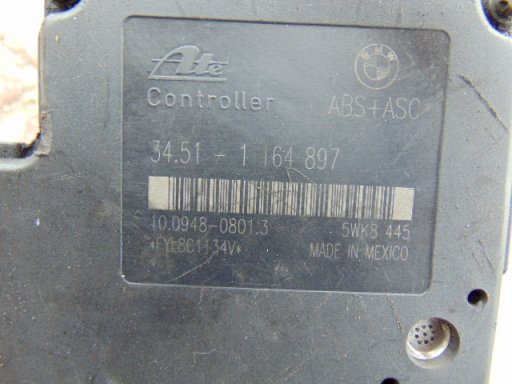 Ate
BMW
Controller ABS+ASC
34.51 - 1 164 897
10.0948-0801.3 5WK8 445
*FYL8C1134V* MADE IN MEXICO